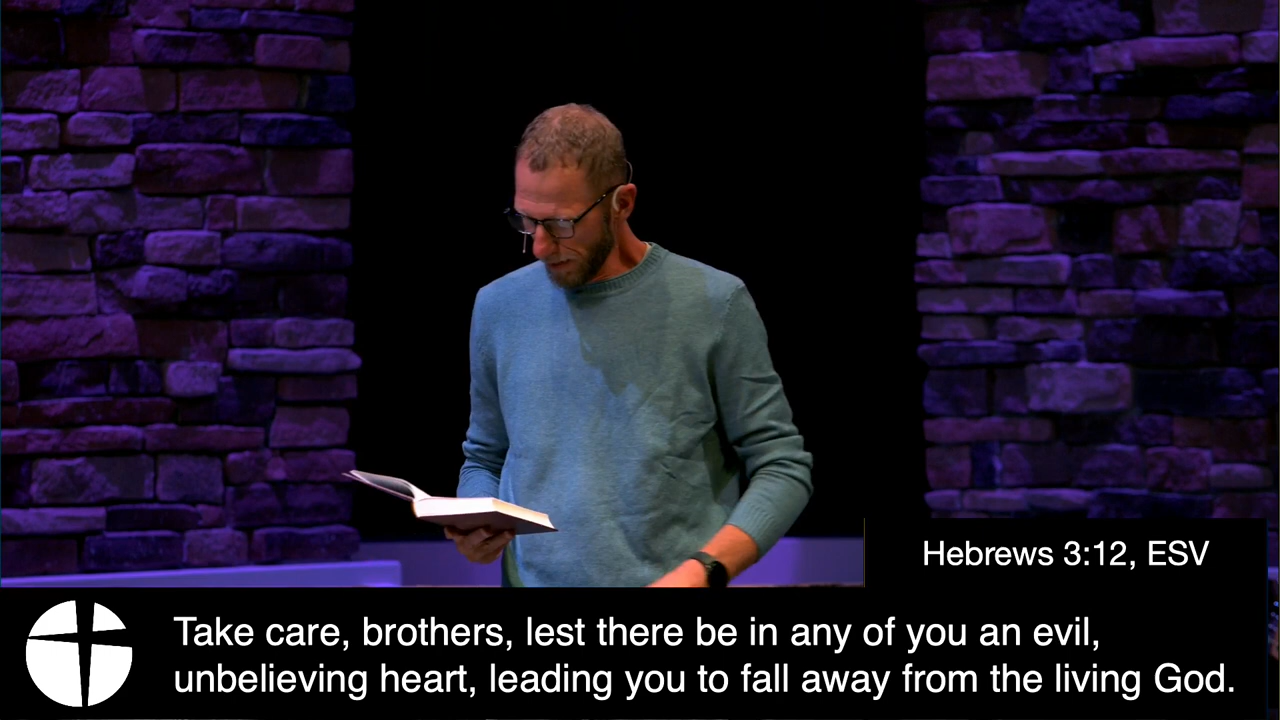 Hebrews 3:12, ESV
Take care, brothers, lest there be in any of you an evil,
unbelieving heart, leading you to fall away from the living God.